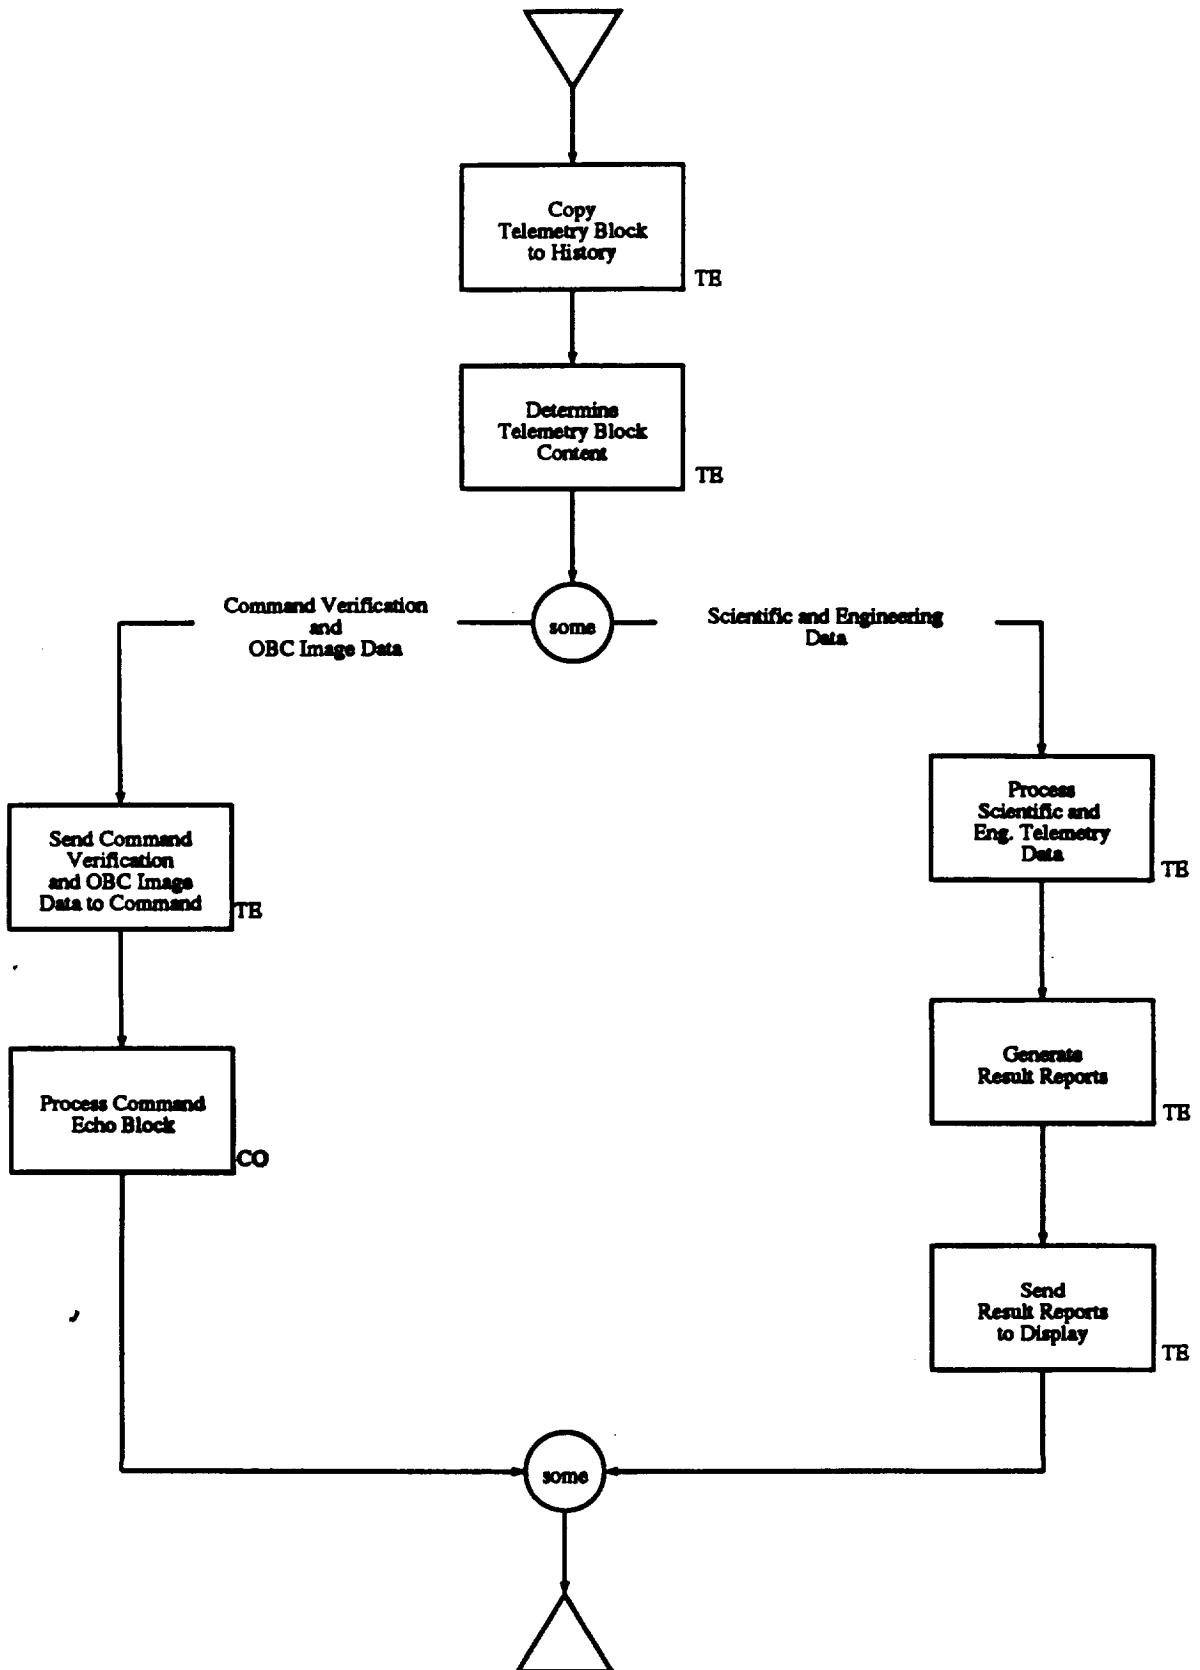 Copy
Telemetry Block
to History
TE
Determine
Telemetry Block
Content
TE
Command Verification
and
OBC Image Data
some
Scientific and Engineering
Data
Send Command
Verification
and OBC Image
Data to Command
TE
Process Command
Echo Block
CO
Process
Scientific and
Eng. Telemetry
Data
TE
Generate
Result Reports
TE
Send
Result Reports
to Display
TE
some